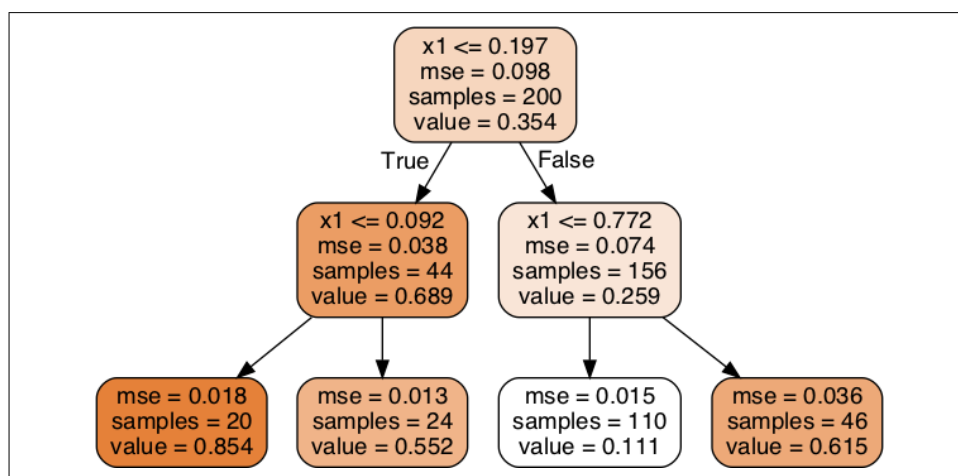 x1 <= 0.197
mse = 0.098
samples = 200
value = 0.354
True
False
x1 <= 0.092
mse = 0.038
samples = 44
value = 0.689
x1 <= 0.772
mse = 0.074
samples = 156
value = 0.259
mse = 0.018
samples = 20
value = 0.854
mse = 0.013
samples = 24
value = 0.552
mse = 0.015
samples = 110
value = 0.111
mse = 0.036
samples = 46
value = 0.615